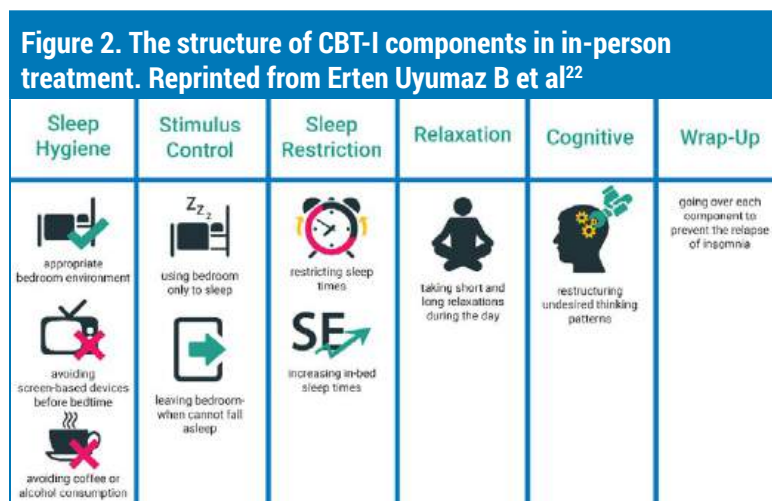 Figure 2. The structure of CBT-I components in in-person
treatment. Reprinted from Erten Uyumaz B et al22
Sleep
Hygiene
appropriate
bedroom environment
avoiding
screen-based devices
before bedtime
avoiding coffee or
alcohol consumption
Stimulus
Control
ZZZ
using bedroom
only to sleep
leaving bedroom-
when cannot fall
asleep
Sleep
Restriction
restricting sleep
times
SE
increasing in-bed
sleep times
Relaxation
taking short and
long relaxations
during the day
Cognitive
restructuring
undesired thinking
patterns
Wrap-Up
going over each
component to
prevent the relapse
of insomnia